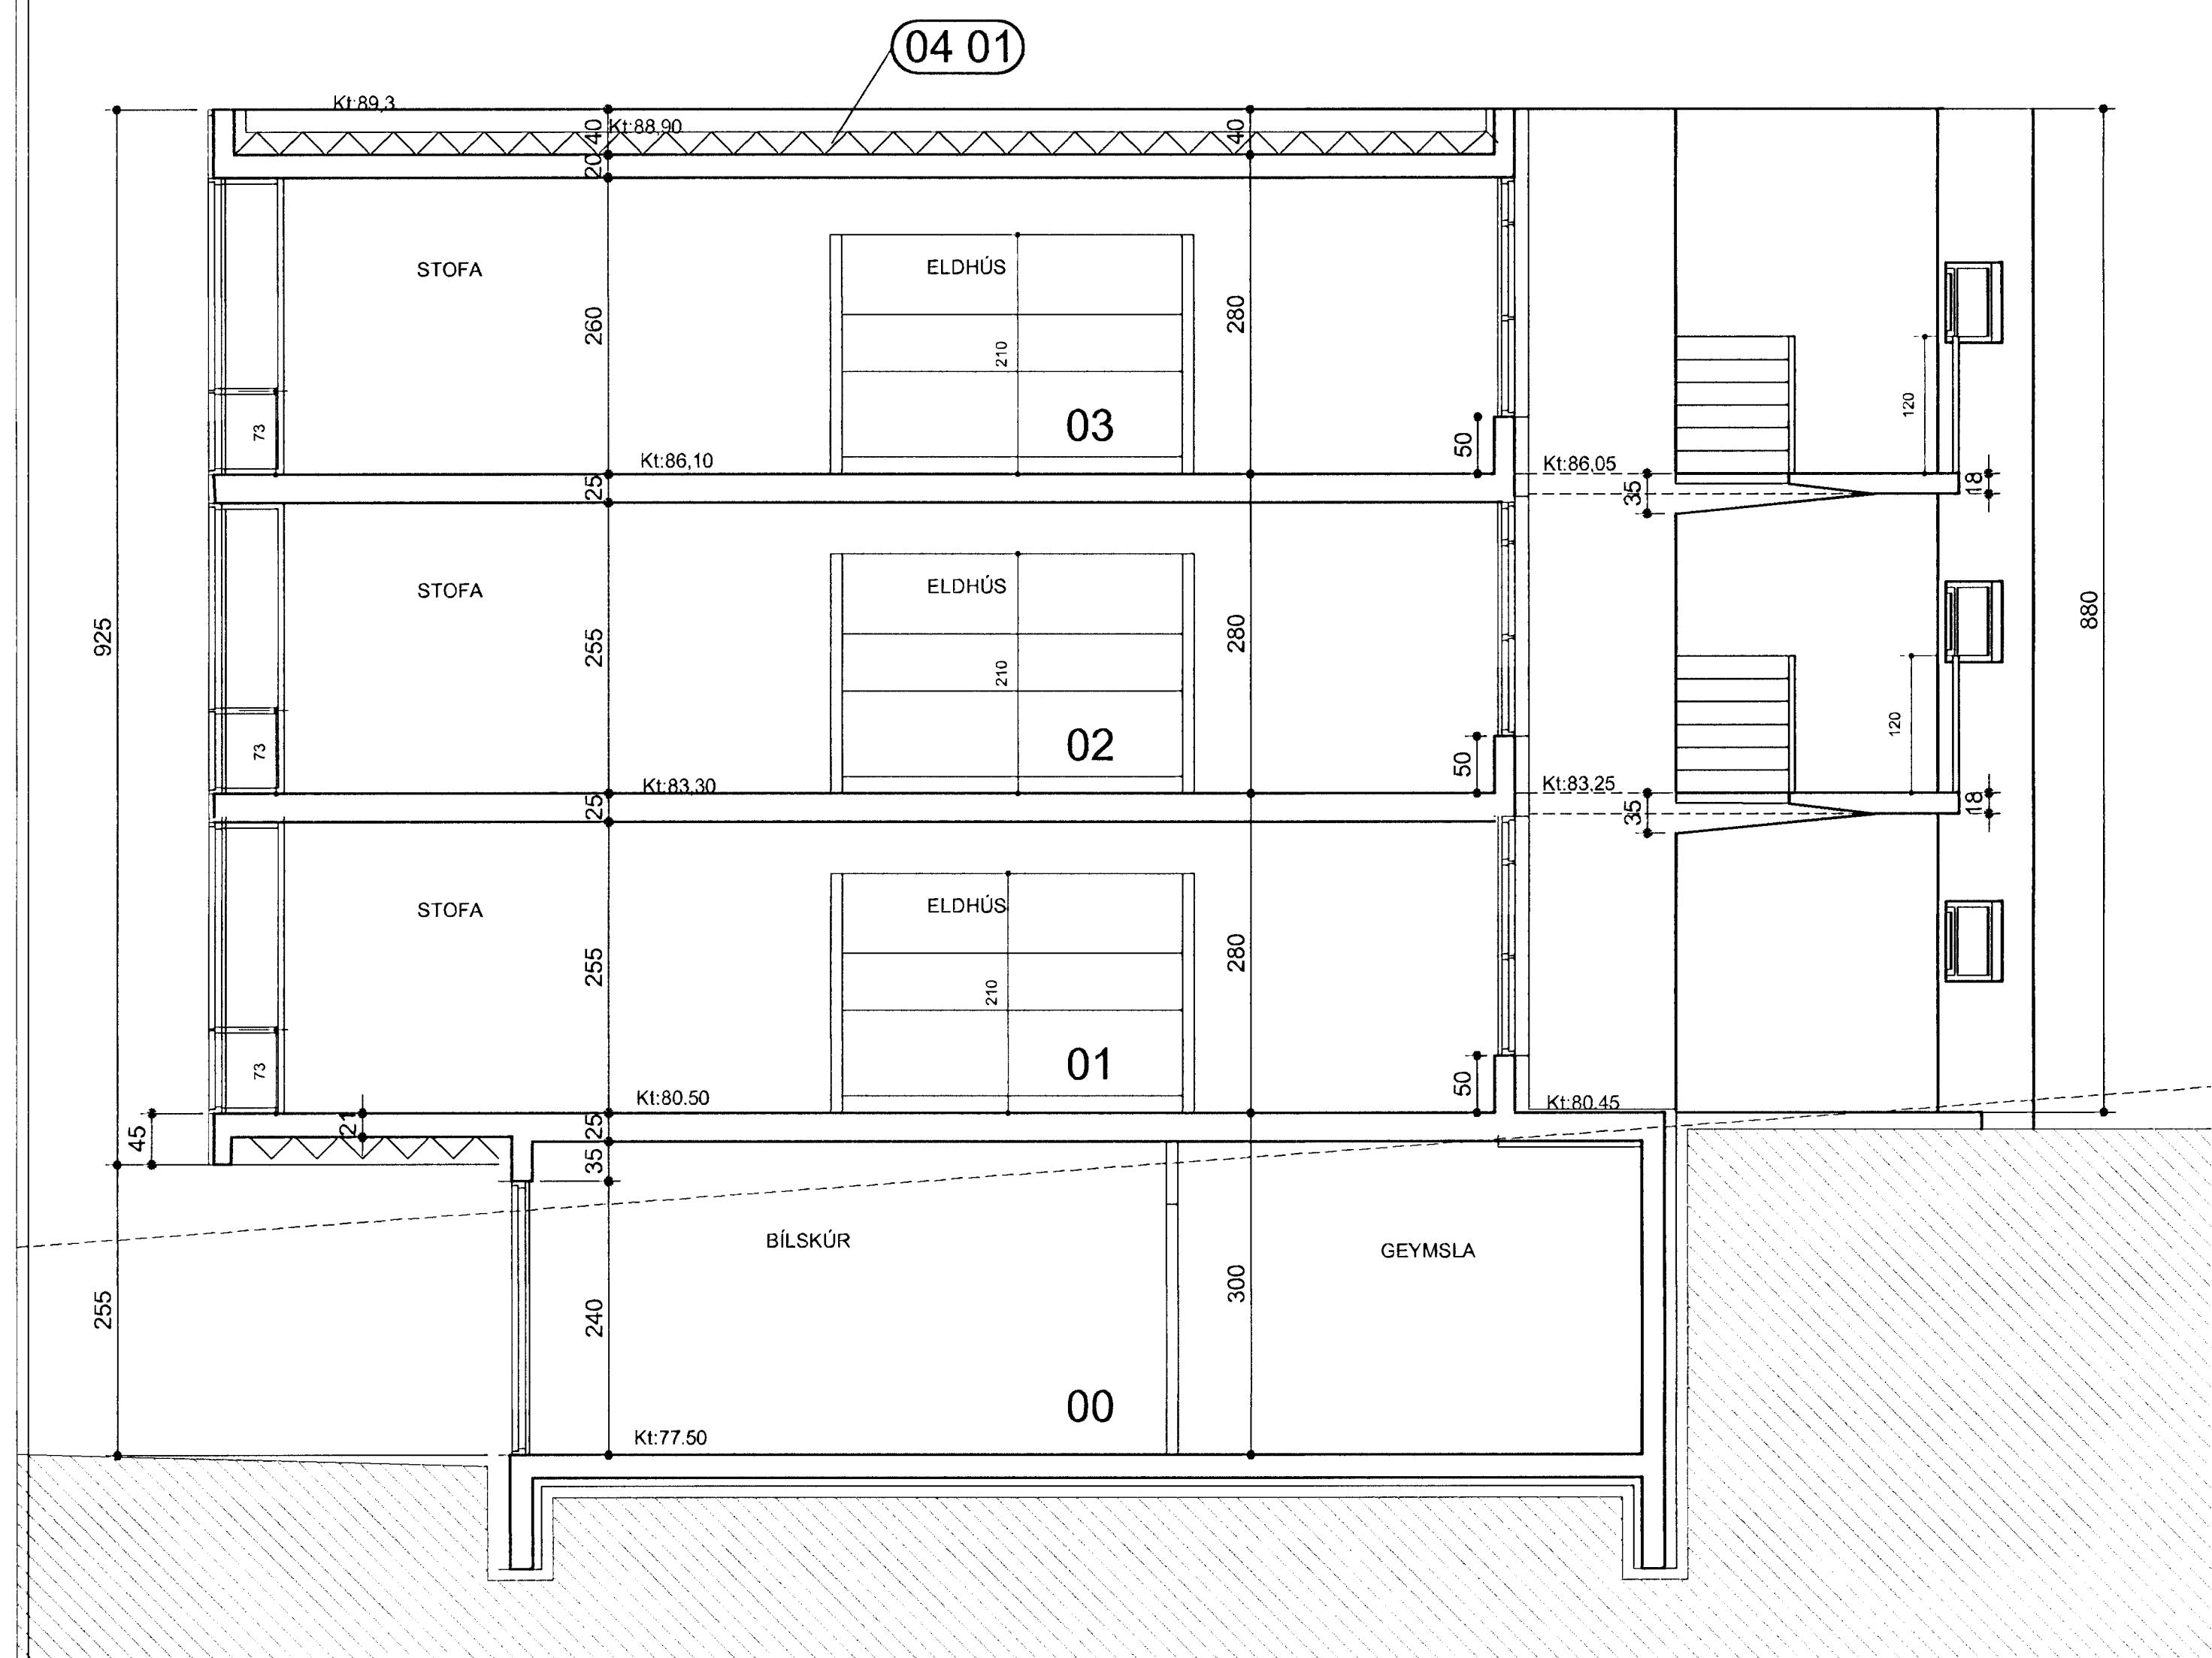 04 01
Kt:89,3
Kt:88,90
40
40
20
STOFA
ELDHÚS
260
280
210
03
73
50
120
Kt:86,10
Kt:86,05
25
35
18
STOFA
ELDHÚS
925
255
280
210
880
02
73
50
120
Kt:83,30
Kt:83,25
25
35
18
STOFA
ELDHÚS
255
280
210
01
73
50
Kt:80.50
Kt:80.45
45
21
25
35
BÍLSKÚR
GEYMSLA
255
240
300
00
Kt:77.50